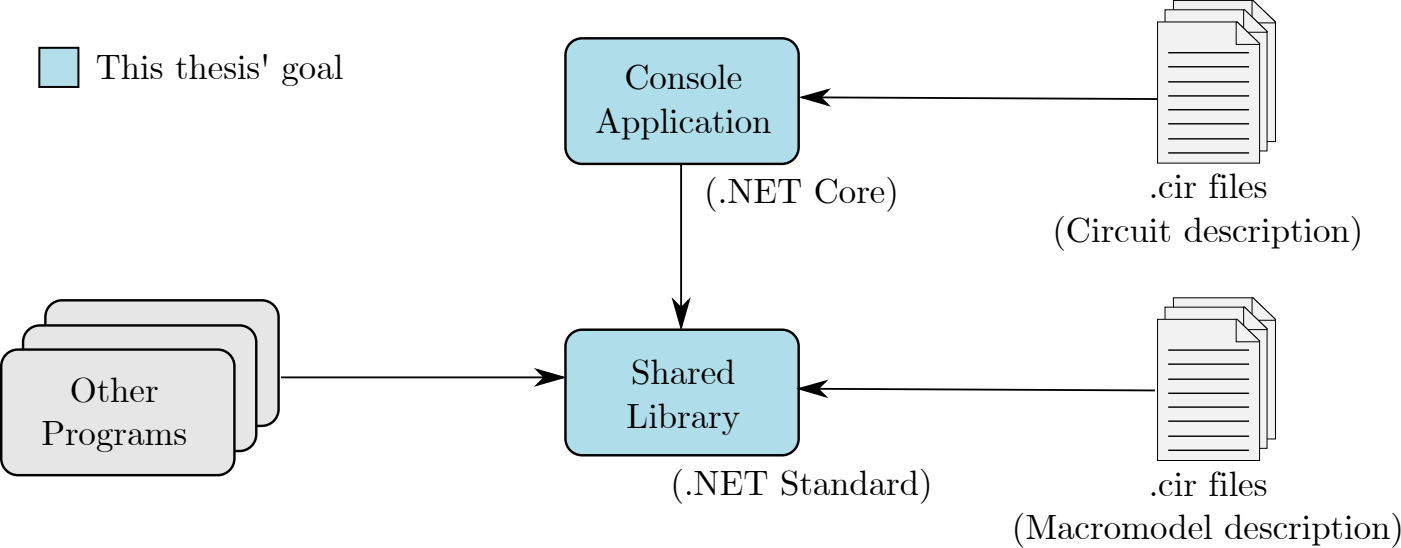 This thesis' goal
Console
Application
(.NET Core)
.cir files
(Circuit description)
Other
Programs
Shared
Library
(.NET Standard)
.cir files
(Macromodel description)